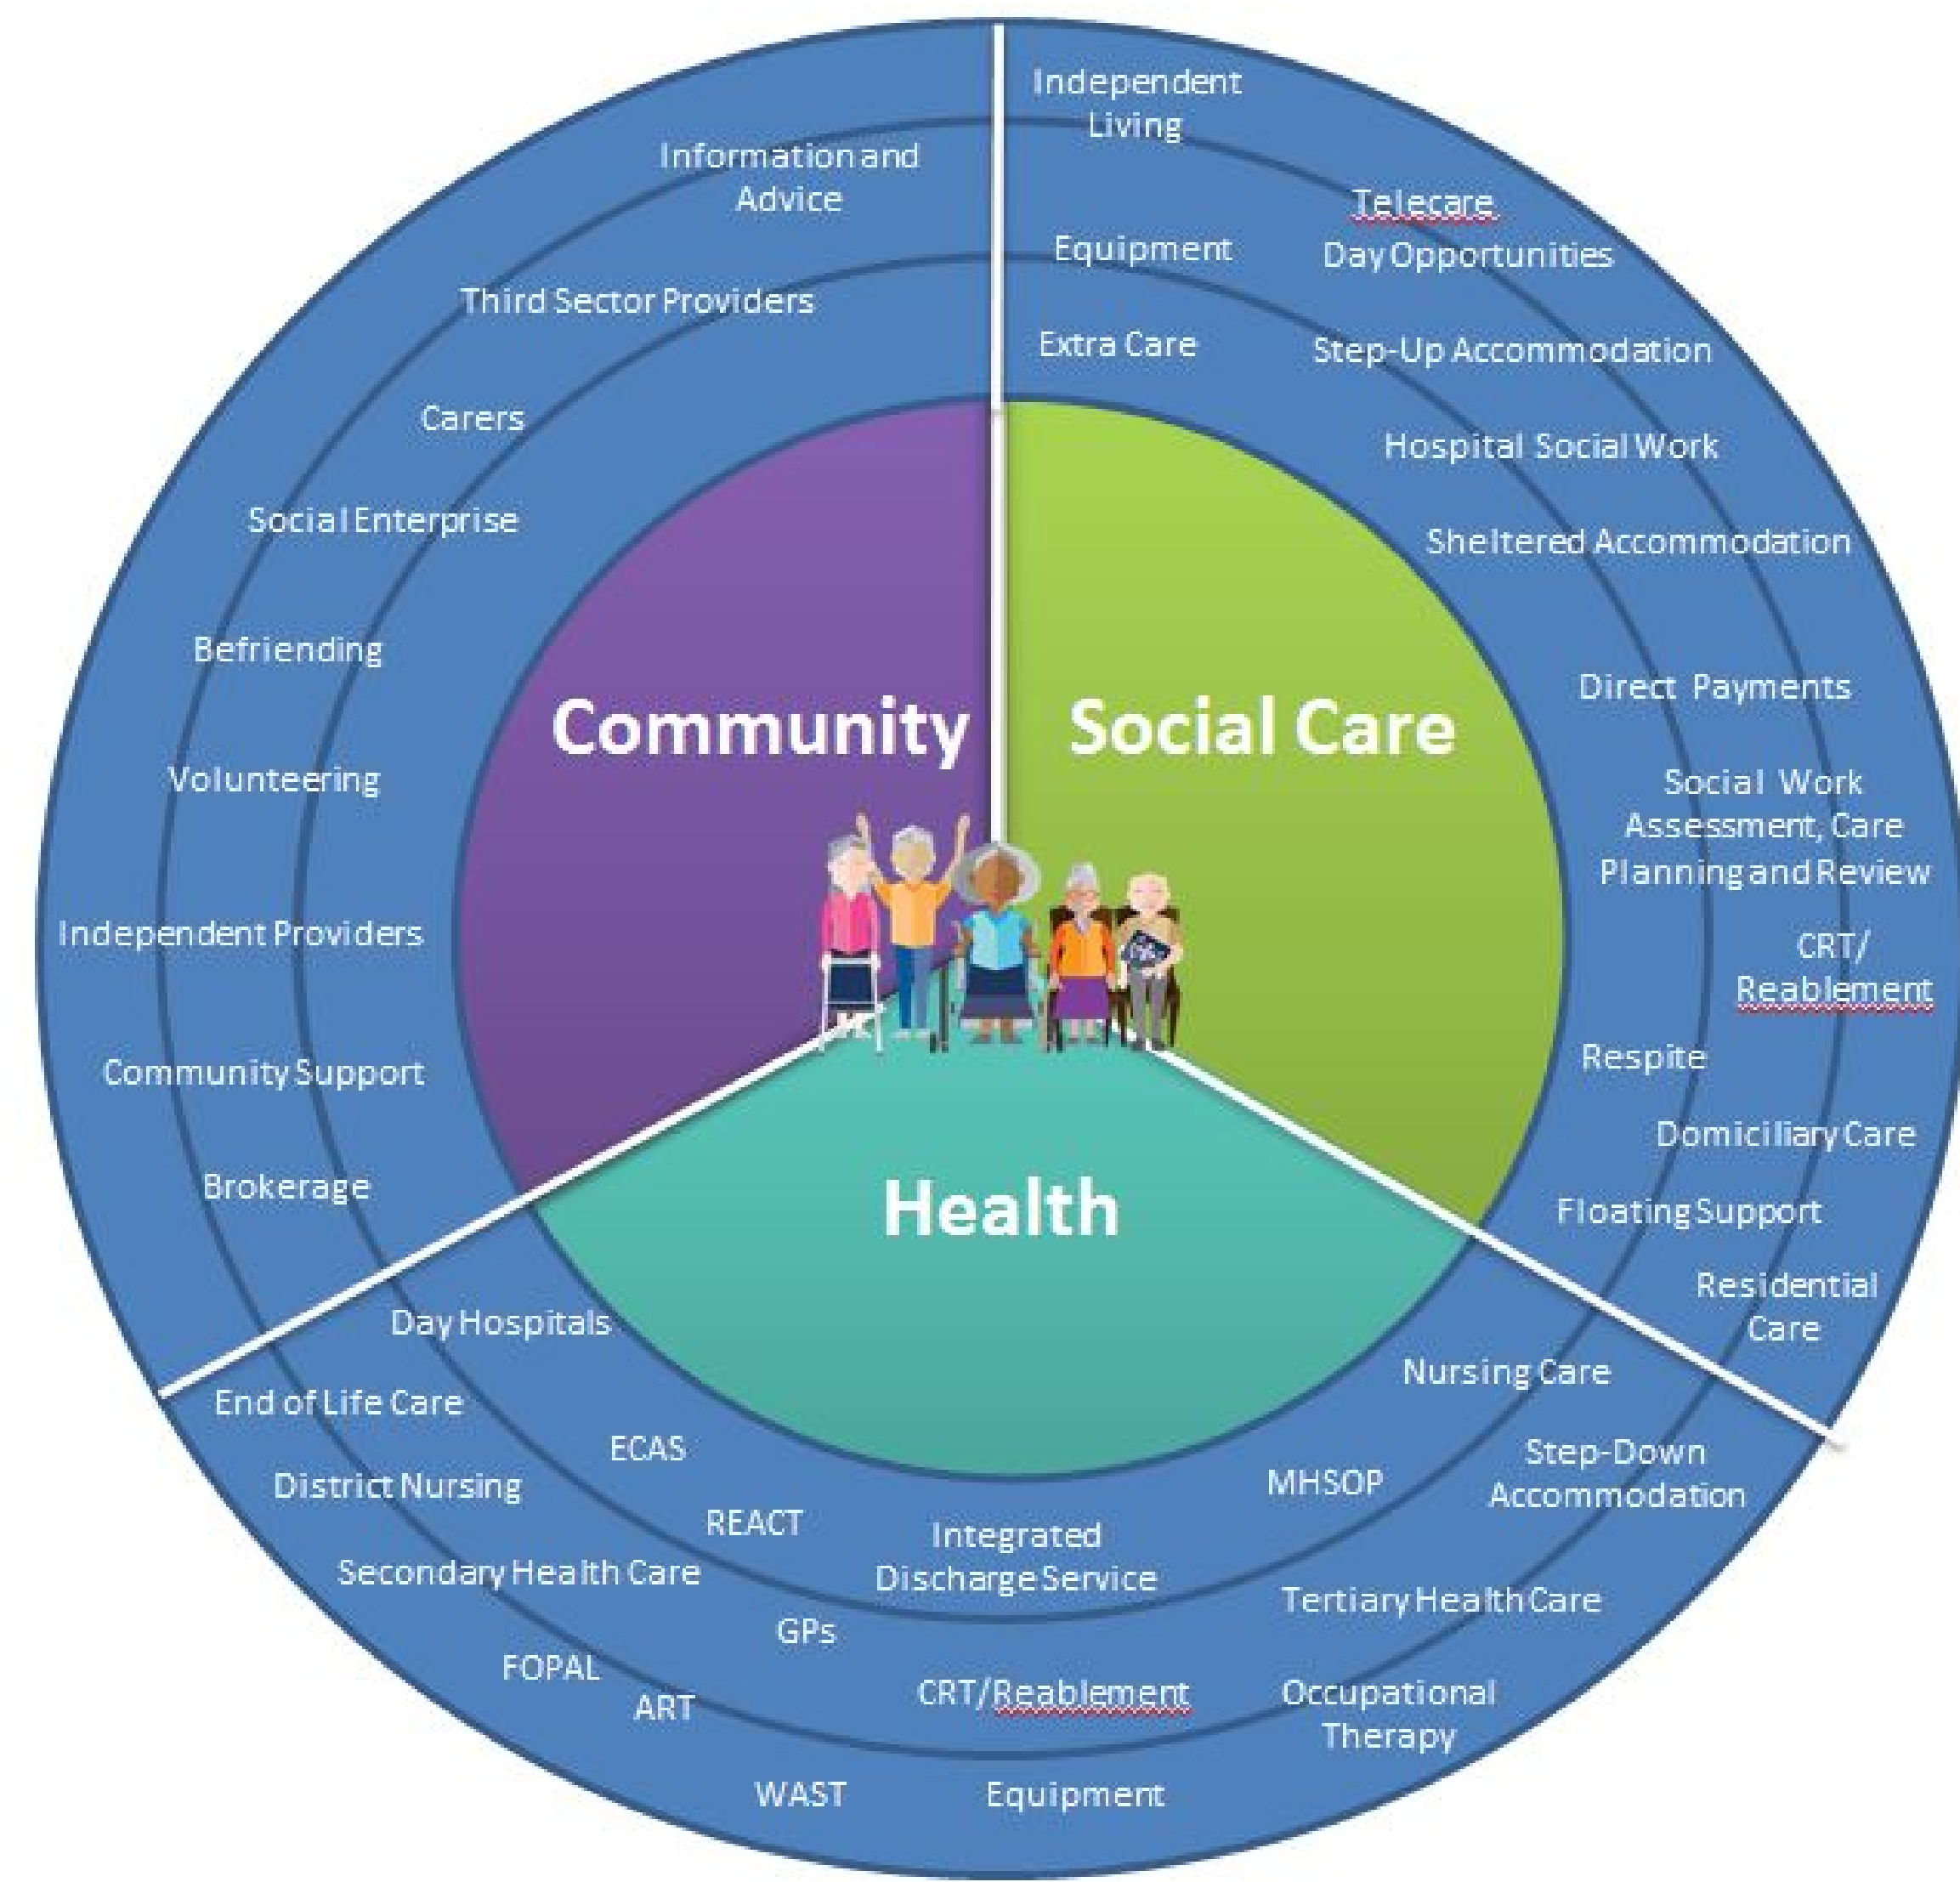 Independent
Living
Telecare
Equipment
Day Opportunities
Extra Care
Step-Up Accommodation
Hospital Social Work
Sheltered Accommodation
Direct Payments
Social Work
Assessment, Care
Planning and Review
CRT/
Reablement
Respite
Domiciliary Care
Floating Support
Residential
Care
Information and
Advice
Third Sector Providers
Carers
Social Enterprise
Befriending
Volunteering
Independent Providers
Community Support
Brokerage
Community
Social Care
Health
Day Hospitals
End of Life Care
ECAS
District Nursing
REACT
Secondary Health Care
GPs
FOPAL
ART
WAST
Integrated
Discharge Service
CRT/Reablement
Equipment
Nursing Care
MHSOP
Step-Down
Accommodation
Tertiary Health Care
Occupational
Therapy